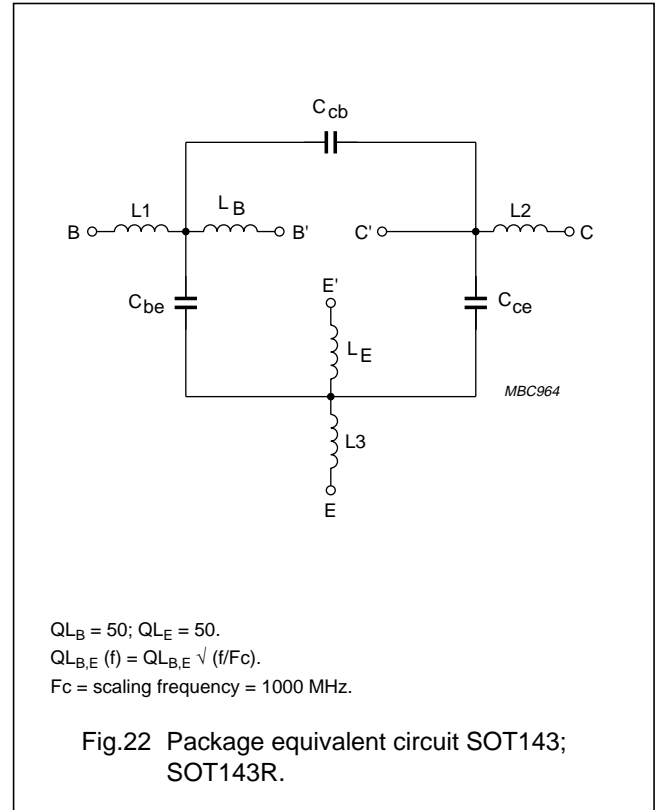 C_cb
L1
L_B
L2
B
B'
C'
C
E'
C_be
C_ce
L_E
MBC964
L3
E
QL_B = 50; QL_E = 50.
QL_B,E (f) = QL_B,E √ (f/Fc).
Fc = scaling frequency = 1000 MHz.
Fig.22 Package equivalent circuit SOT143;
SOT143R.